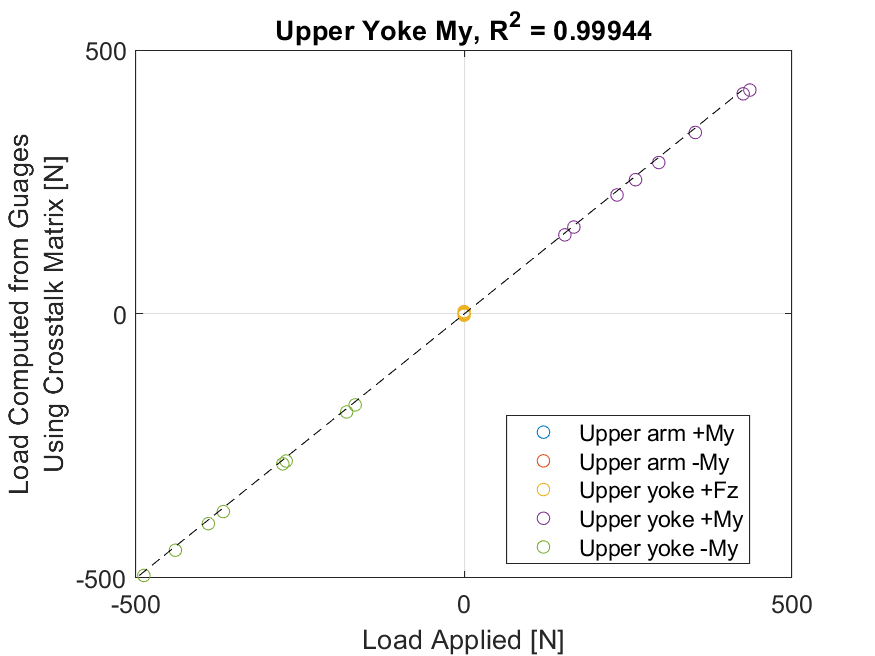 Upper Yoke My, R² = 0.99944
500
0
-500
Load Computed from Guages
Using Crosstalk Matrix [N]
Upper arm +My
Upper arm -My
Upper yoke +Fz
Upper yoke +My
Upper yoke -My
-500
0
500
Load Applied [N]